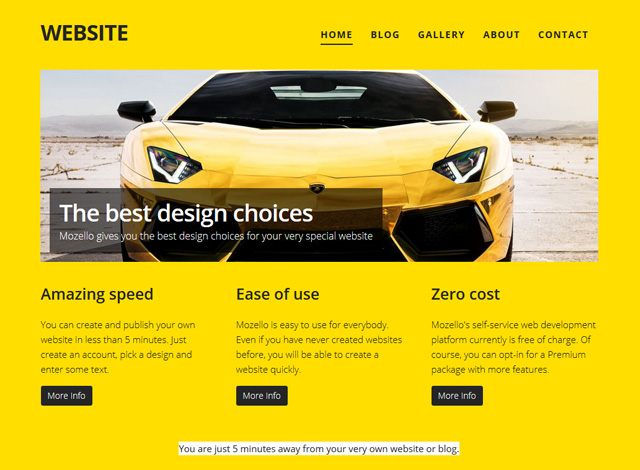 WEBSITE
HOME BLOG GALLERY ABOUT CONTACT
The best design choices
Mozello gives you the best design choices for your very special website
Amazing speed
You can create and publish your own
website in less than 5 minutes. Just
create an account, pick a design and
enter some text.
More Info
Ease of use
Mozello is easy to use for everybody.
Even if you have never created websites
before, you will be able to create a
website quickly.
More Info
Zero cost
Mozello's self-service web development
platform currently is free of charge. Of
course, you can opt-in for a Premium
package with more features.
More Info
You are just 5 minutes away from your very own website or blog.